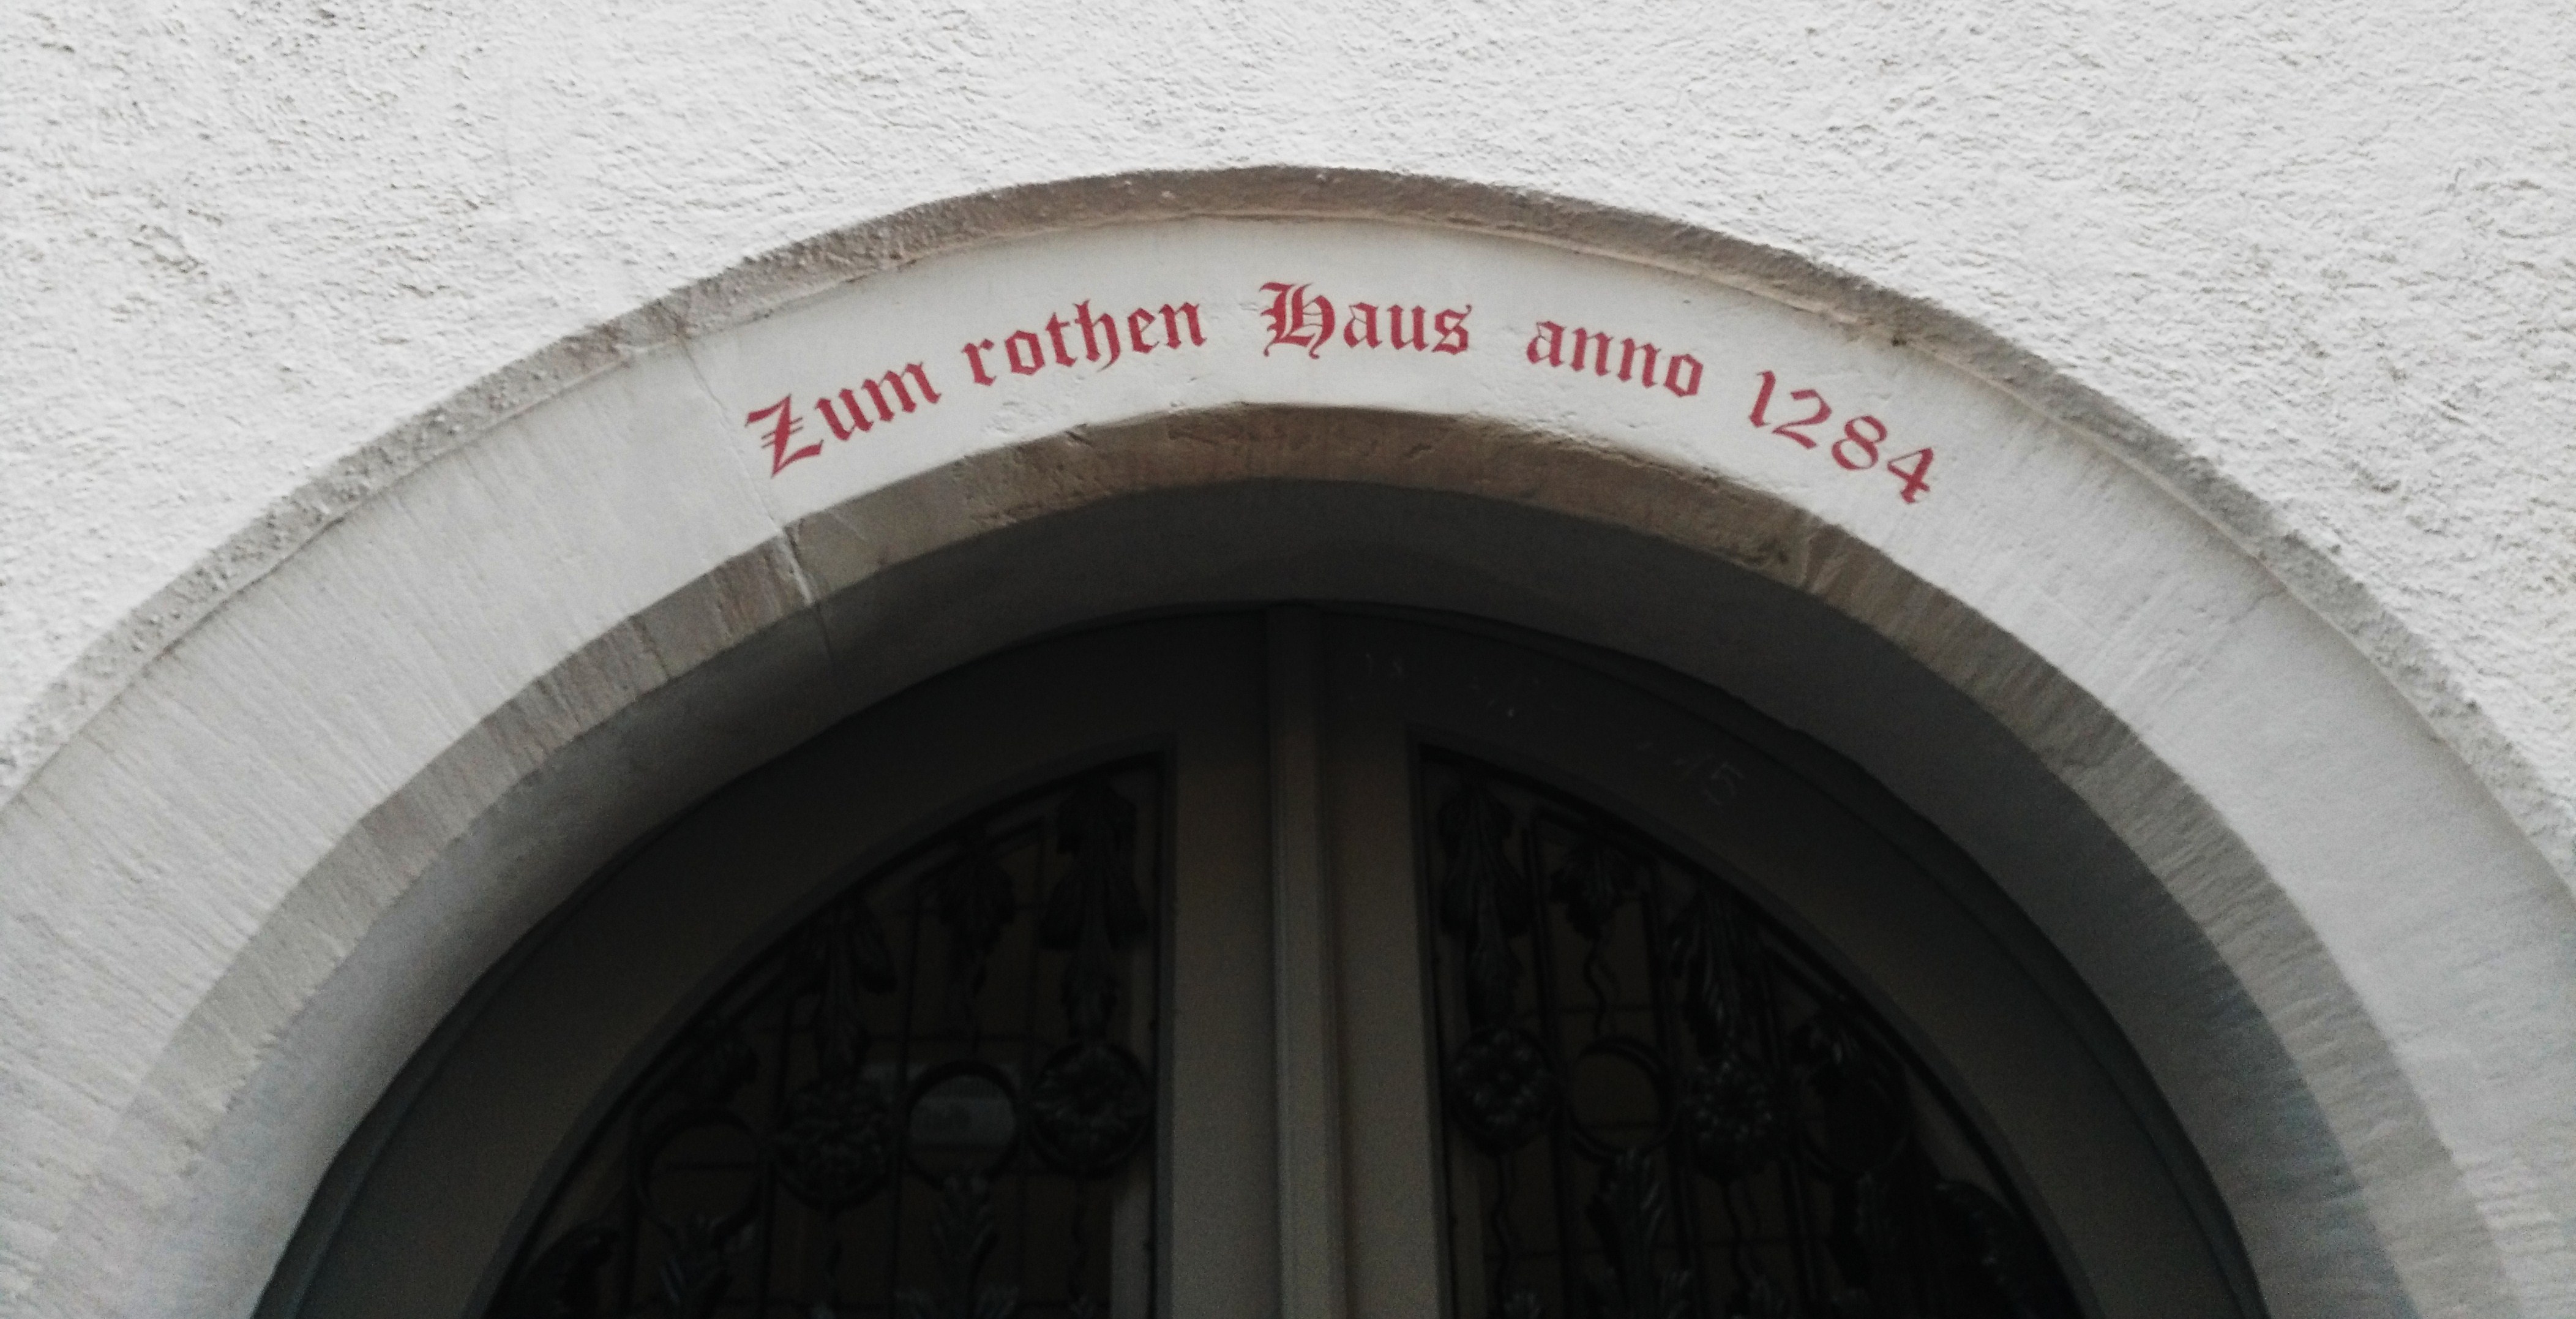 Zum rothen Haus anno 1284